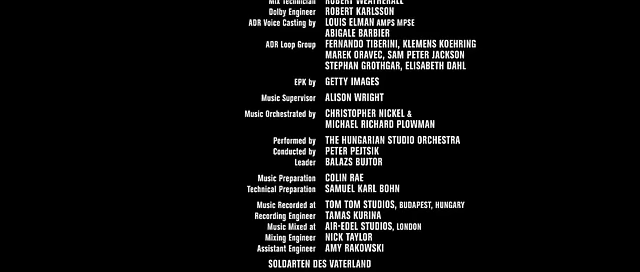 Mix Technician ROBERT WEATHERALL
Dolby Engineer ROBERT KARLSSON
ADR Voice Casting by LOUIS ELMAN AMPS MPSE
ABIGALE BARBIER
ADR Loop Group FERNANDO TIBERINI, KLEMENS KOEHRING
MAREK ORAVEC, SAM PETER JACKSON
STEPHAN GROTHGAR, ELISABETH DAHL
EPK by GETTY IMAGES
Music Supervisor ALISON WRIGHT
Music Orchestrated by CHRISTOPHER NICKEL &
MICHAEL RICHARD PLOWMAN
Performed by THE HUNGARIAN STUDIO ORCHESTRA
Conducted by PETER PEJTSIK
Leader BALAZS BUJTOR
Music Preparation COLIN RAE
Technical Preparation SAMUEL KARL BOHN
Music Recorded at TOM TOM STUDIOS, BUDAPEST, HUNGARY
Recording Engineer TAMAS KURINA
Music Mixed at AIR-EDEL STUDIOS, LONDON
Mixing Engineer NICK TAYLOR
Assistant Engineer AMY RAKOWSKI
SOLDARTEN DES VATERLAND